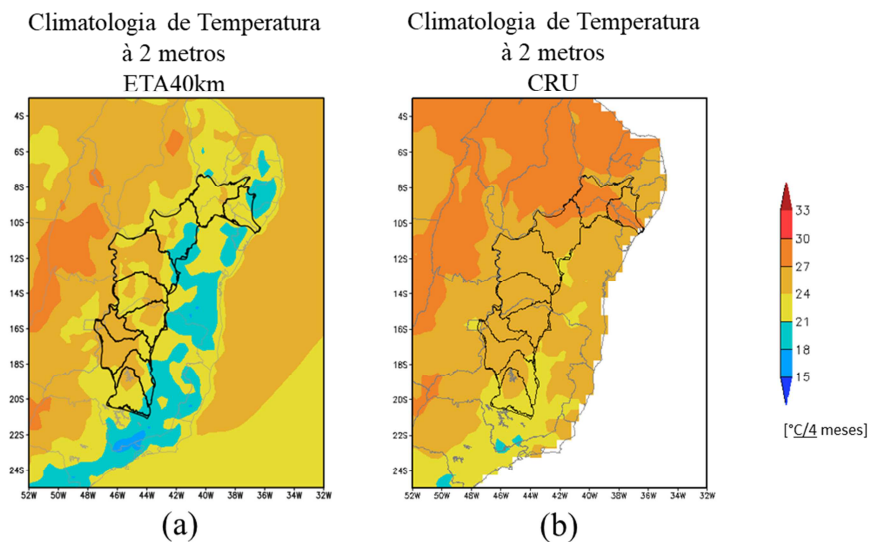 Climatologia de Temperatura
à 2 metros
ETA40km
Climatologia de Temperatura
à 2 metros
CRU
4S
6S
8S
10S
12S
14S
16S
18S
20S
22S
24S
52W 50W 48W 46W 44W 42W 40W 38W 36W 34W 32W
4S
6S
8S
10S
12S
14S
16S
18S
20S
22S
24S
52W 50W 48W 46W 44W 42W 40W 38W 36W 34W 32W
33
30
27
24
21
18
15
[°C/4 meses]
(a)
(b)